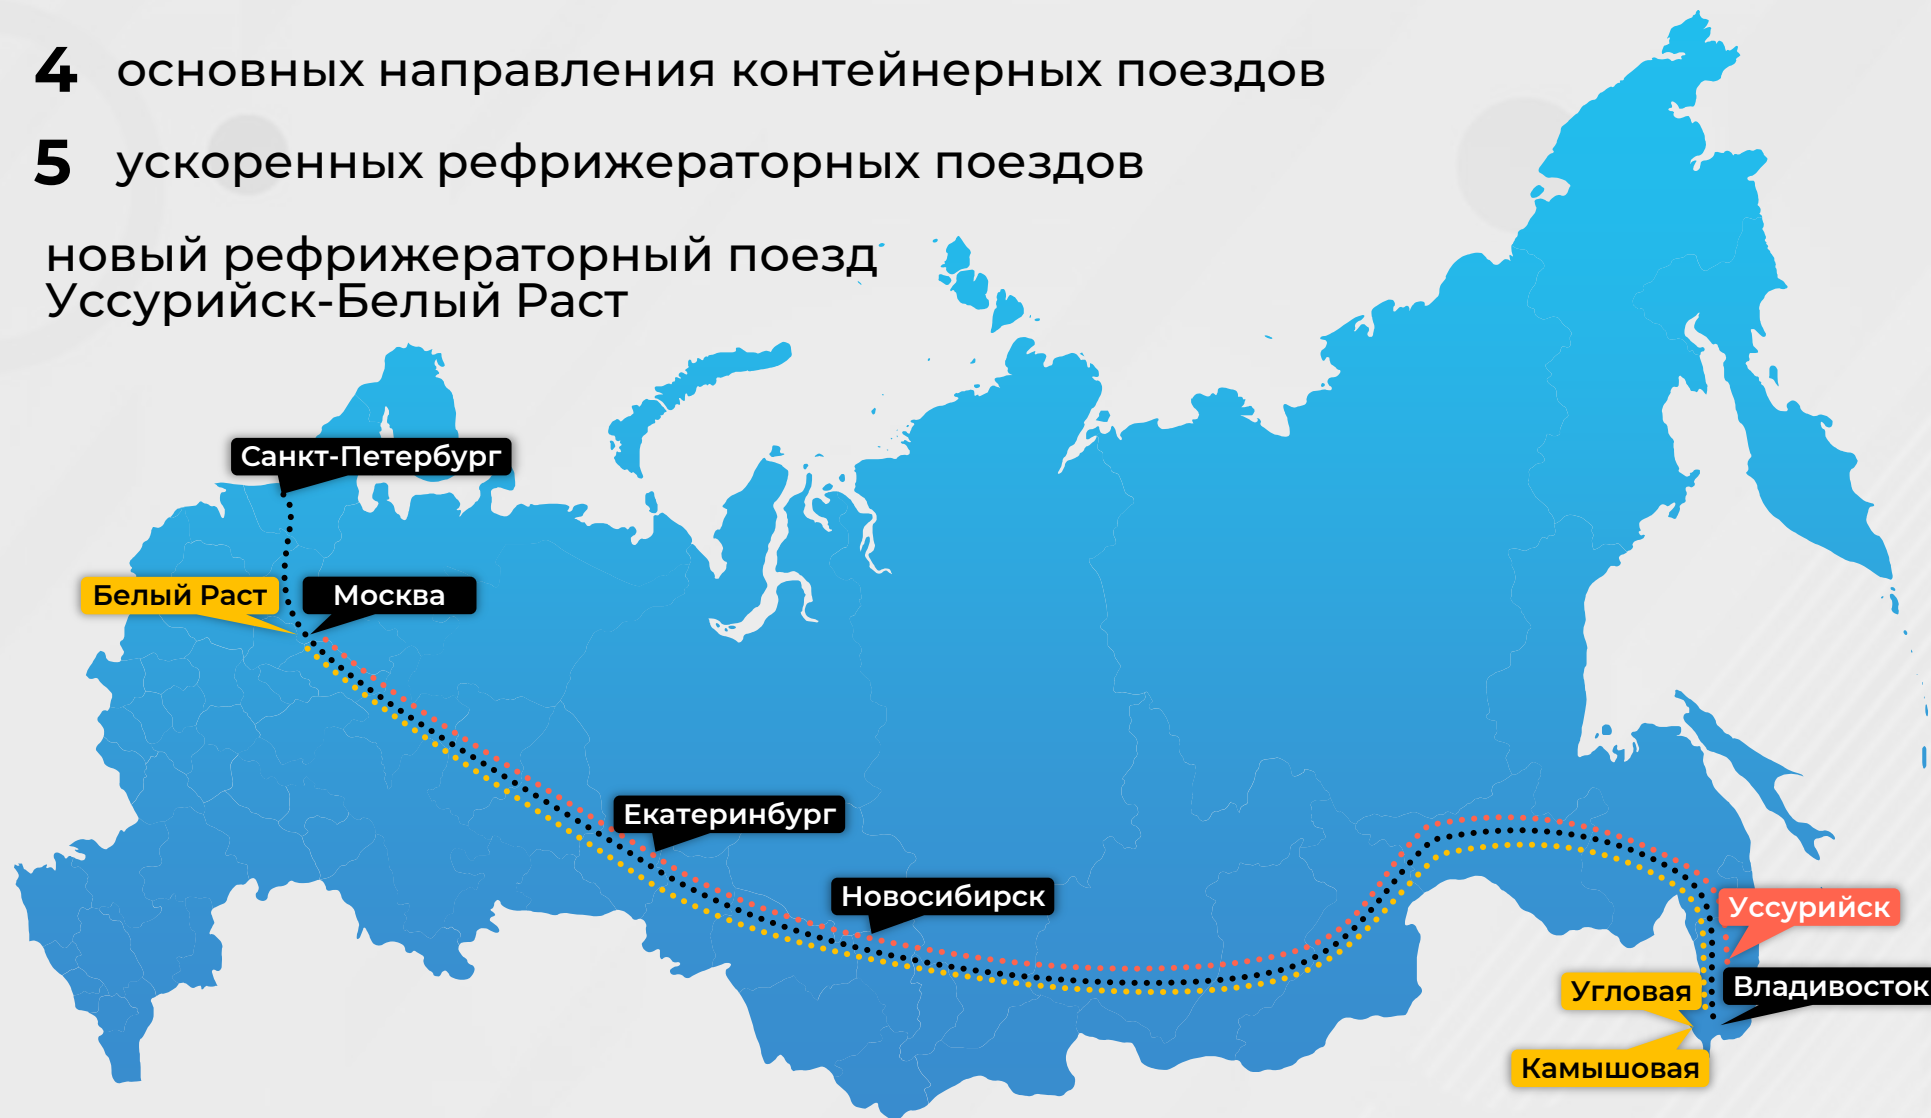 4 основных направления контейнерных поездов
5 ускоренных рефрижераторных поездов
новый рефрижераторный поезд
Уссурийск-Белый Раст
Санкт-Петербург
Белый Раст
Москва
Екатеринбург
Новосибирск
Уссурийск
Угловая
Владивосток
Камышовая